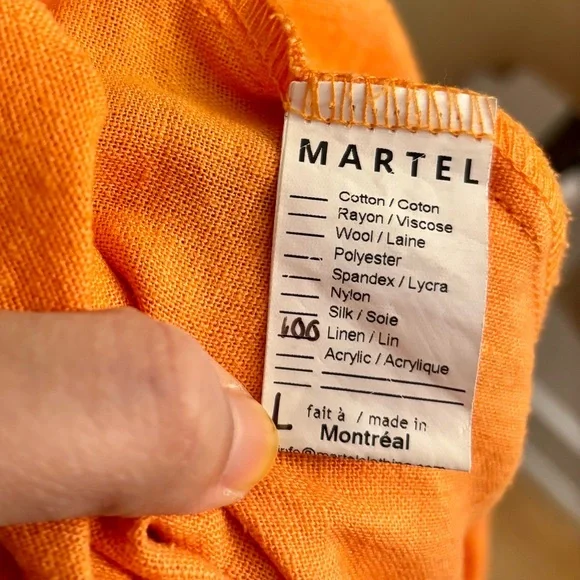 MARTEL
Cotton / Coton
Rayon / Viscose
Wool / Laine
Polyester
Spandex / Lycra
Nylon
Silk / Soie
100 Linen / Lin
Acrylic / Acrylique
L fait à / made in
Montréal